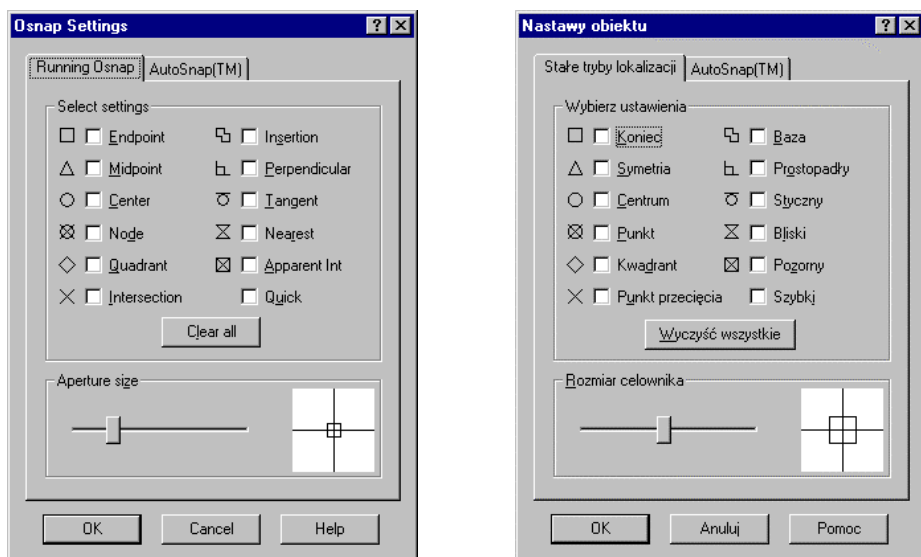 Osnap Settings
Running Osnap AutoSnap(TM)
Select settings
Endpoint Insertion
Midpoint Perpendicular
Center Tangent
Node Nearest
Quadrant Apparent Int
Intersection Quick
Clear all
Aperture size
OK Cancel Help
Nastawy obiektu
Stałe tryby lokalizacji AutoSnap(TM)
Wybierz ustawienia
Koniec Baza
Symetria Prostopadły
Centrum Styczny
Punkt Bliski
Kwadrant Pozorny
Punkt przecięcia Szybki
Wyczyść wszystkie
Rozmiar celownika
OK Anuluj Pomoc